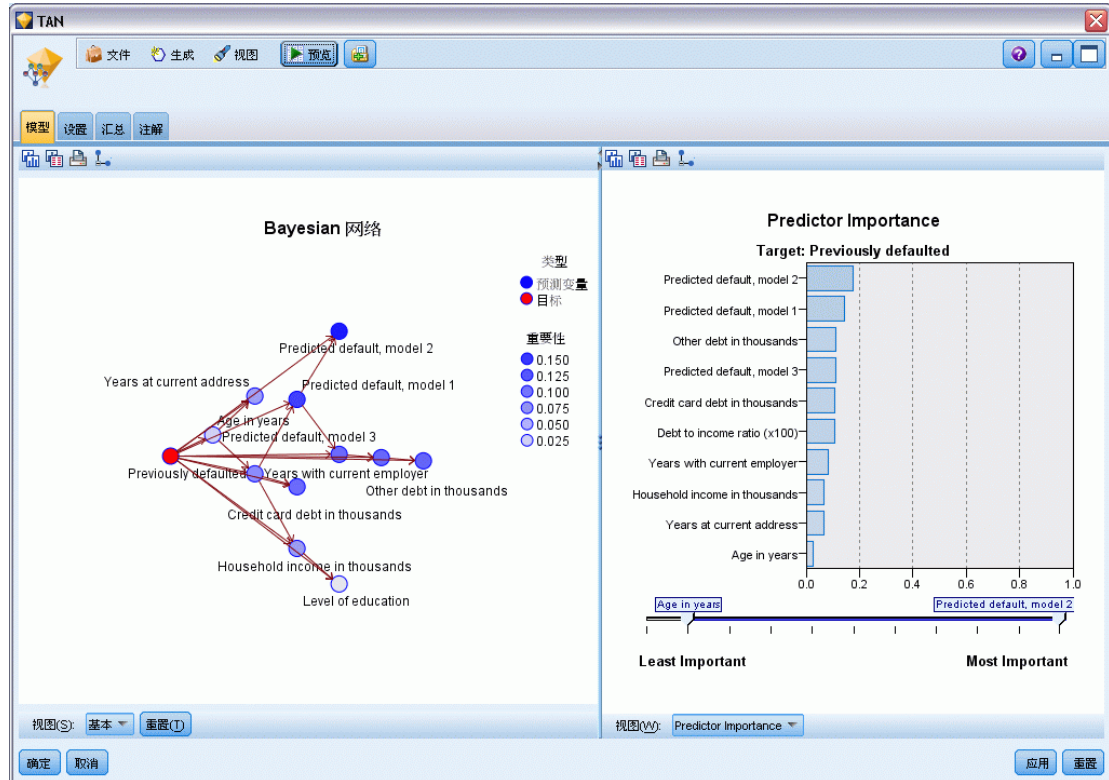 TAN
文件 生成 视图 预览
模型 设置 汇总 注解
Bayesian 网络
类型
预测变量
目标
重要性
0.150
0.125
0.100
0.075
0.050
0.025
Predicted default, model 2
Years at current address
Predicted default, model 1
Age in years
Predicted default, model 3
Previously defaulted
Years with current employer
Other debt in thousands
Credit card debt in thousands
Household income in thousands
Level of education
视图(S): 基本 重置(T)
Predictor Importance
Target: Previously defaulted
Predicted default, model 2
Predicted default, model 1
Other debt in thousands
Predicted default, model 3
Credit card debt in thousands
Debt to income ratio (x100)
Years with current employer
Household income in thousands
Years at current address
Age in years
0.0 0.2 0.4 0.6 0.8 1.0
Age in years Predicted default, model 2
Least Important Most Important
视图(W): Predictor Importance
确定 取消 应用 重置